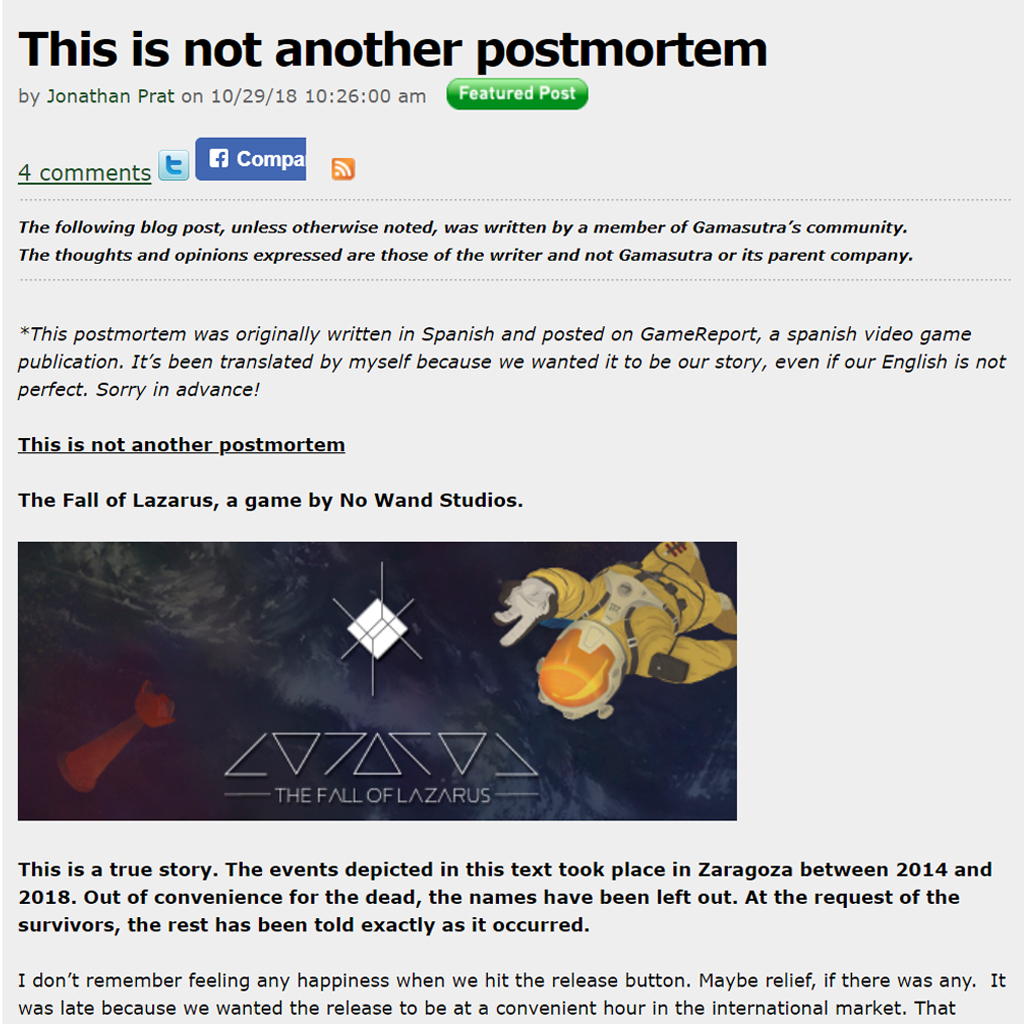 This is not another postmortem
by Jonathan Prat on 10/29/18 10:26:00 am Featured Post
4 comments Compa
The following blog post, unless otherwise noted, was written by a member of Gamasutra’s community.
The thoughts and opinions expressed are those of the writer and not Gamasutra or its parent company.
*This postmortem was originally written in Spanish and posted on GameReport, a spanish video game
publication. It’s been translated by myself because we wanted it to be our story, even if our English is not
perfect. Sorry in advance!
This is not another postmortem
The Fall of Lazarus, a game by No Wand Studios.
THE FALL OF LAZARUS
This is a true story. The events depicted in this text took place in Zaragoza between 2014 and
2018. Out of convenience for the dead, the names have been left out. At the request of the
survivors, the rest has been told exactly as it occurred.
I don’t remember feeling any happiness when we hit the release button. Maybe relief, if there was any.  It
was late because we wanted the release to be at a convenient hour in the international market. That